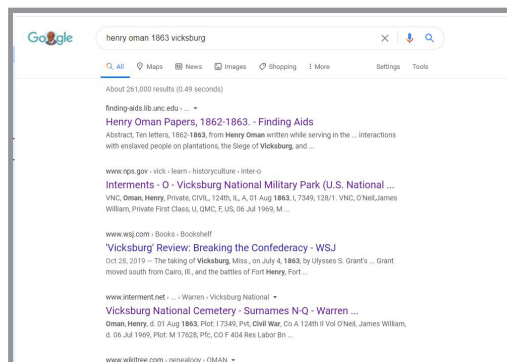 Google
henry oman 1863 vicksburg
All Maps News Images Shopping More Settings Tools
About 261,000 results (0.49 seconds)
finding-aids.lib.unc.edu › ...
Henry Oman Papers, 1862-1863. - Finding Aids
Abstract, Ten letters, 1862-1863, from Henry Oman written while serving in the ... interactions
with enslaved people on plantations, the Siege of Vicksburg, and ...
www.nps.gov › vick › learn › historyculture › inter-o
Interments - O - Vicksburg National Military Park (U.S. National ...
VNC, Oman, Henry, Private, CIVIL, 124th, IL, A, 01 Aug 1863, I, 7349, 128/1. VNC, O'Neil,James
William, Private First Class, U, QMC, F, US, 06 Jul 1969, M ...
www.wsj.com › Books › Bookshelf
'Vicksburg' Review: Breaking the Confederacy - WSJ
Oct 28, 2019 — The taking of Vicksburg, Miss., on July 4, 1863, by Ulysses S. Grant's ... Grant
moved south from Cairo, Ill., and the battles of Fort Henry, Fort ...
www.interment.net › ... › Warren › Vicksburg National
Vicksburg National Cemetery - Surnames N-Q - Warren ...
Oman, Henry, d. 01 Aug 1863, Plot: I 7349, Pvt, Civil War, Co A 124th Il Vol O'Neil, James William,
d. 06 Jul 1969, Plot: M 17628, Pfc, CO F 404 Res Labor Bn ...
www.wikitree.com › genealogy › OMAN